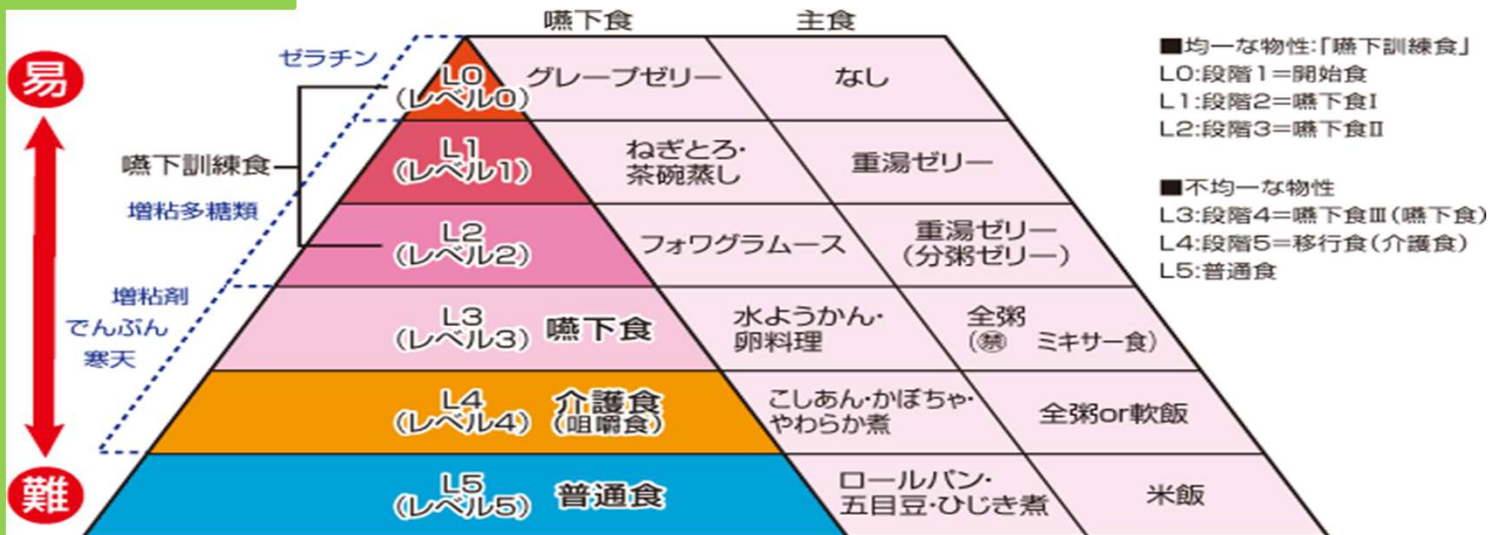 嚥下食 主食
易
ゼラチン
L0
(レベル0)
グレープゼリー
なし
嚥下訓練食
L1
(レベル1)
ねぎとろ・
茶碗蒸し
重湯ゼリー
増粘多糖類
L2
(レベル2)
フォワグラムース
重湯ゼリー
(分粥ゼリー)
増粘剤
でんぷん
寒天
L3
(レベル3)
嚥下食
水ようかん・
卵料理
全粥
(㊙禁 ミキサー食)
L4
(レベル4)
介護食
(咀嚼食)
こしあん・かぼちゃ・
やわらか煮
全粥or軟飯
難
L5
(レベル5)
普通食
ロールパン・
五目豆・ひじき煮
米飯
■均一な物性:「嚥下訓練食」
L0:段階1=開始食
L1:段階2=嚥下食Ⅰ
L2:段階3=嚥下食Ⅱ
■不均一な物性
L3:段階4=嚥下食Ⅲ(嚥下食)
L4:段階5=移行食(介護食)
L5:普通食